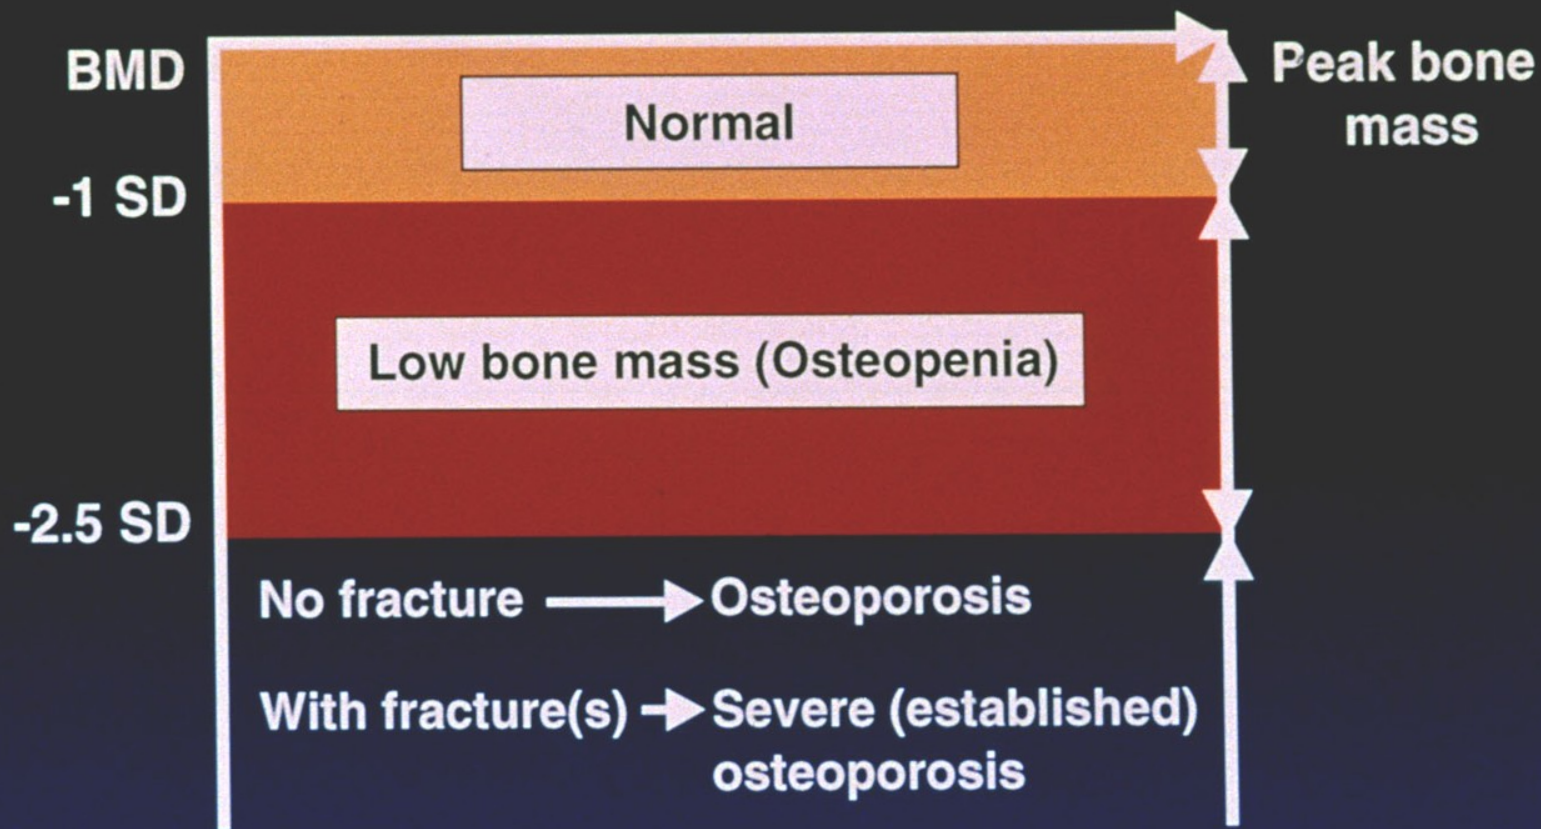 BMD
Peak bone
mass
Normal
-1 SD
Low bone mass (Osteopenia)
-2.5 SD
No fracture → Osteoporosis
With fracture(s) → Severe (established)
osteoporosis